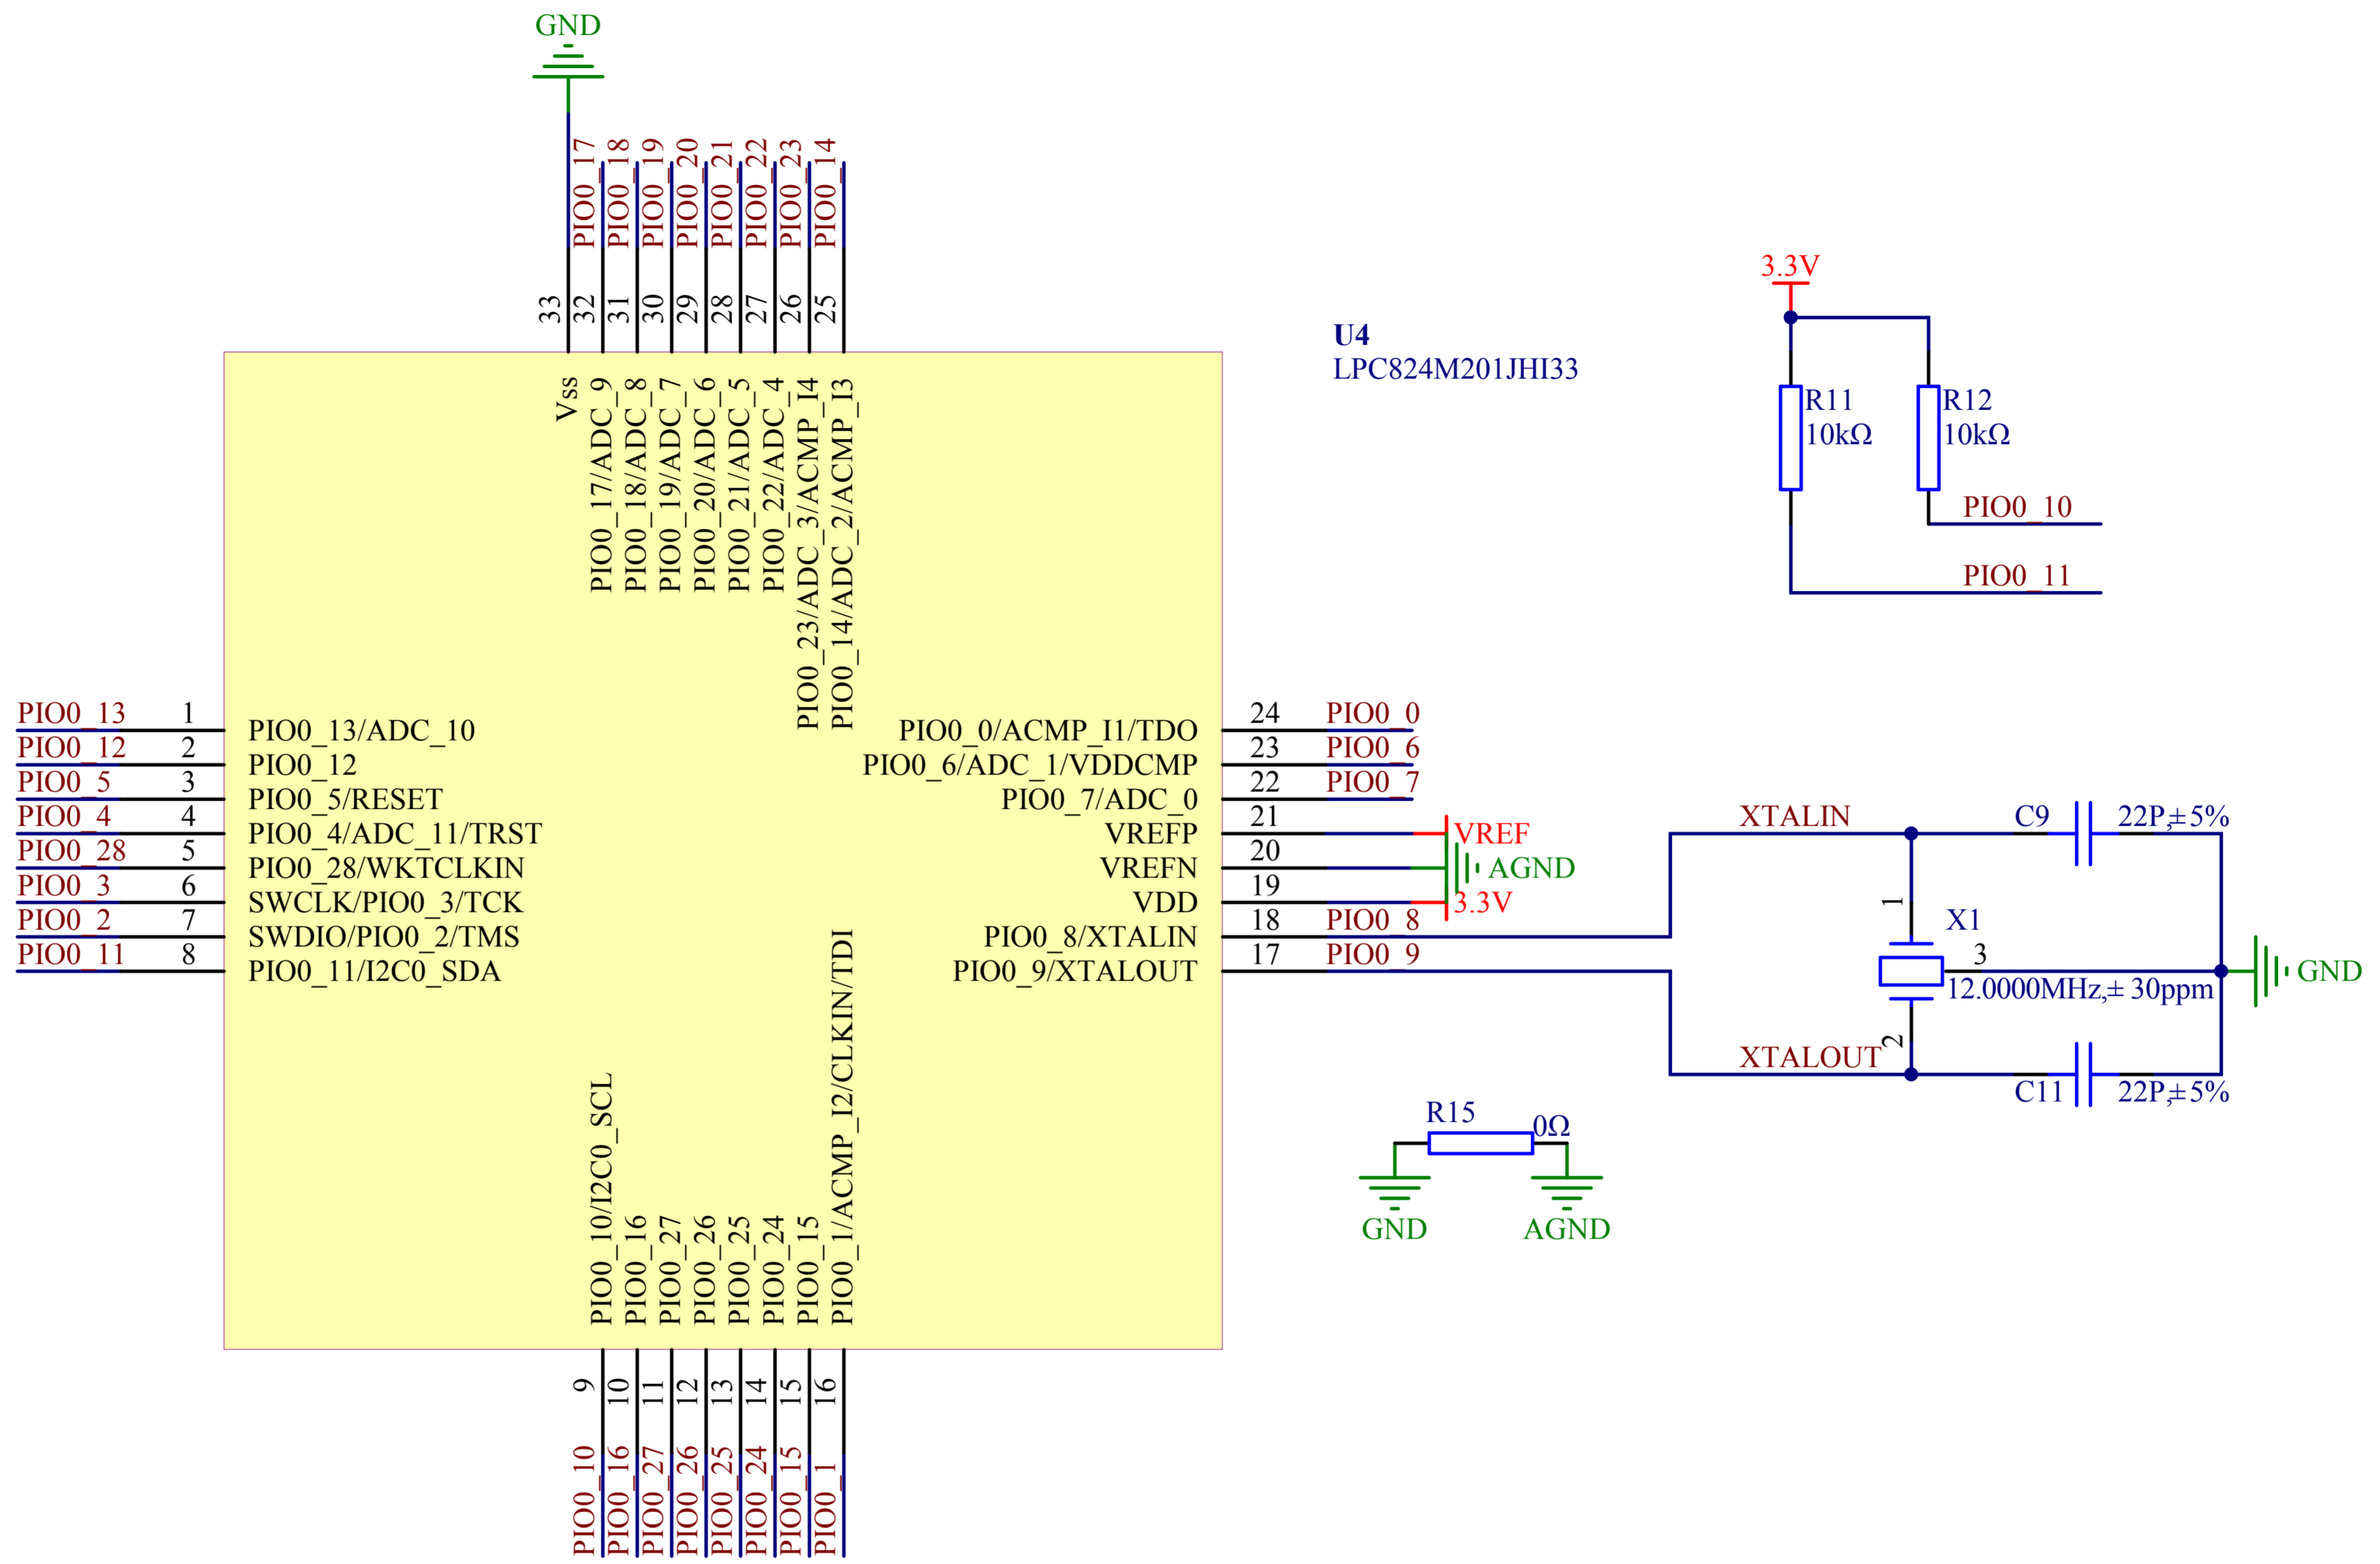 GND
PIO0_17
PIO0_18
PIO0_19
PIO0_20
PIO0_21
PIO0_22
PIO0_23
PIO0_14
33
32
31
30
29
28
27
26
25
Vss
PIO0_17/ADC_9
PIO0_18/ADC_8
PIO0_19/ADC_7
PIO0_20/ADC_6
PIO0_21/ADC_5
PIO0_22/ADC_4
PIO0_23/ADC_3/ACMP_I4
PIO0_14/ADC_2/ACMP_I3
U4
LPC824M201JHI33
3.3V
R11
10kΩ
R12
10kΩ
PIO0_10
PIO0_11
PIO0_13 1 PIO0_13/ADC_10
PIO0_12 2 PIO0_12
PIO0_5 3 PIO0_5/RESET
PIO0_4 4 PIO0_4/ADC_11/TRST
PIO0_28 5 PIO0_28/WKTCLKIN
PIO0_3 6 SWCLK/PIO0_3/TCK
PIO0_2 7 SWDIO/PIO0_2/TMS
PIO0_11 8 PIO0_11/I2C0_SDA
PIO0_0/ACMP_I1/TDO 24 PIO0_0
PIO0_6/ADC_1/VDDCMP 23 PIO0_6
PIO0_7/ADC_0 22 PIO0_7
VREFP 21 VREF
VREFN 20 AGND
VDD 19 3.3V
PIO0_8/XTALIN 18 PIO0_8
PIO0_9/XTALOUT 17 PIO0_9
XTALIN
C9 22P,±5%
1
X1
3
12.0000MHz,±30ppm
GND
2
XTALOUT
C11 22P,±5%
R15 0Ω
GND
AGND
PIO0_10/I2C0_SCL
PIO0_16
PIO0_27
PIO0_26
PIO0_25
PIO0_24
PIO0_15
PIO0_1/ACMP_I2/CLKIN/TDI
9
10
11
12
13
14
15
16
PIO0_10
PIO0_16
PIO0_27
PIO0_26
PIO0_25
PIO0_24
PIO0_15
PIO0_1